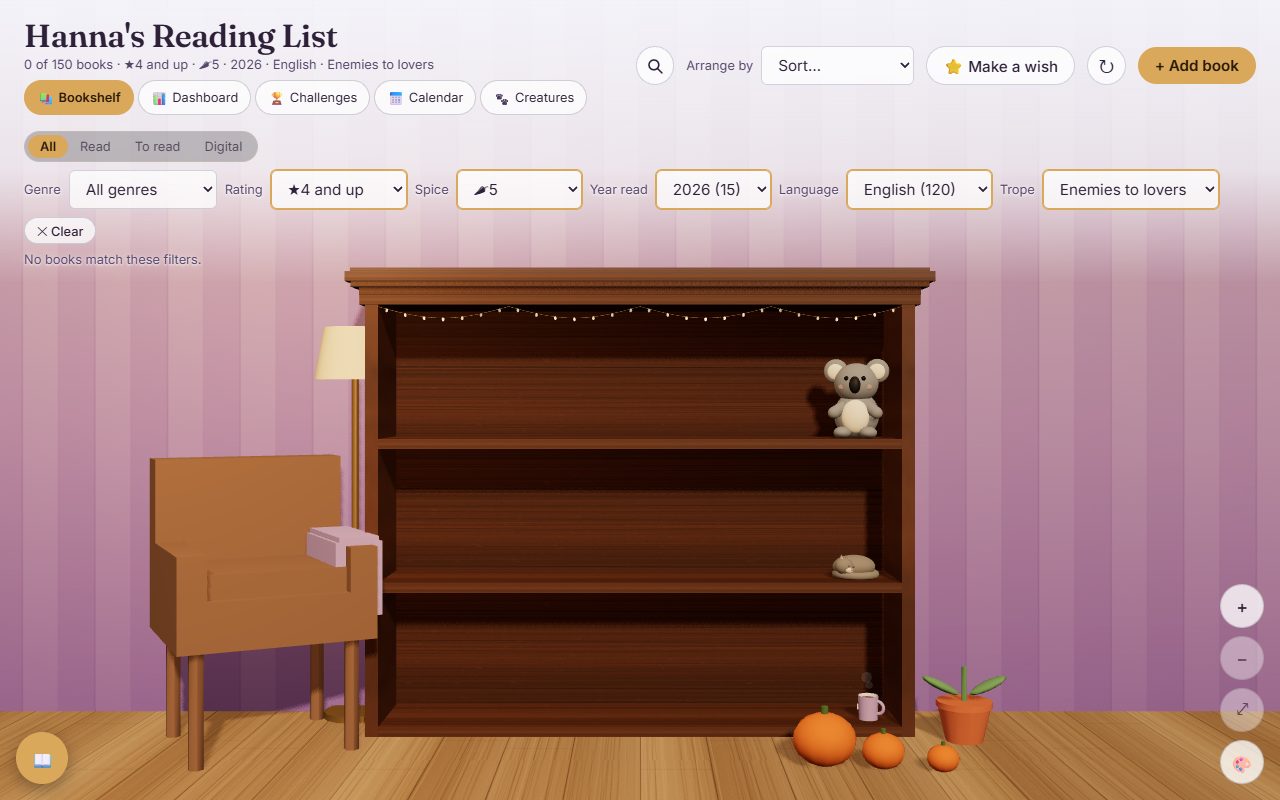 Hanna's Reading List
0 of 150 books · ★4 and up · 🌶5 · 2026 · English · Enemies to lovers
Arrange by
Sort...
⭐ Make a wish
↻
+ Add book
📚 Bookshelf
📊 Dashboard
🏆 Challenges
📅 Calendar
🐾 Creatures
All
Read
To read
Digital
Genre
All genres
Rating
★4 and up
Spice
🌶5
Year read
2026 (15)
Language
English (120)
Trope
Enemies to lovers
✕ Clear
No books match these filters.
+
−
⤢